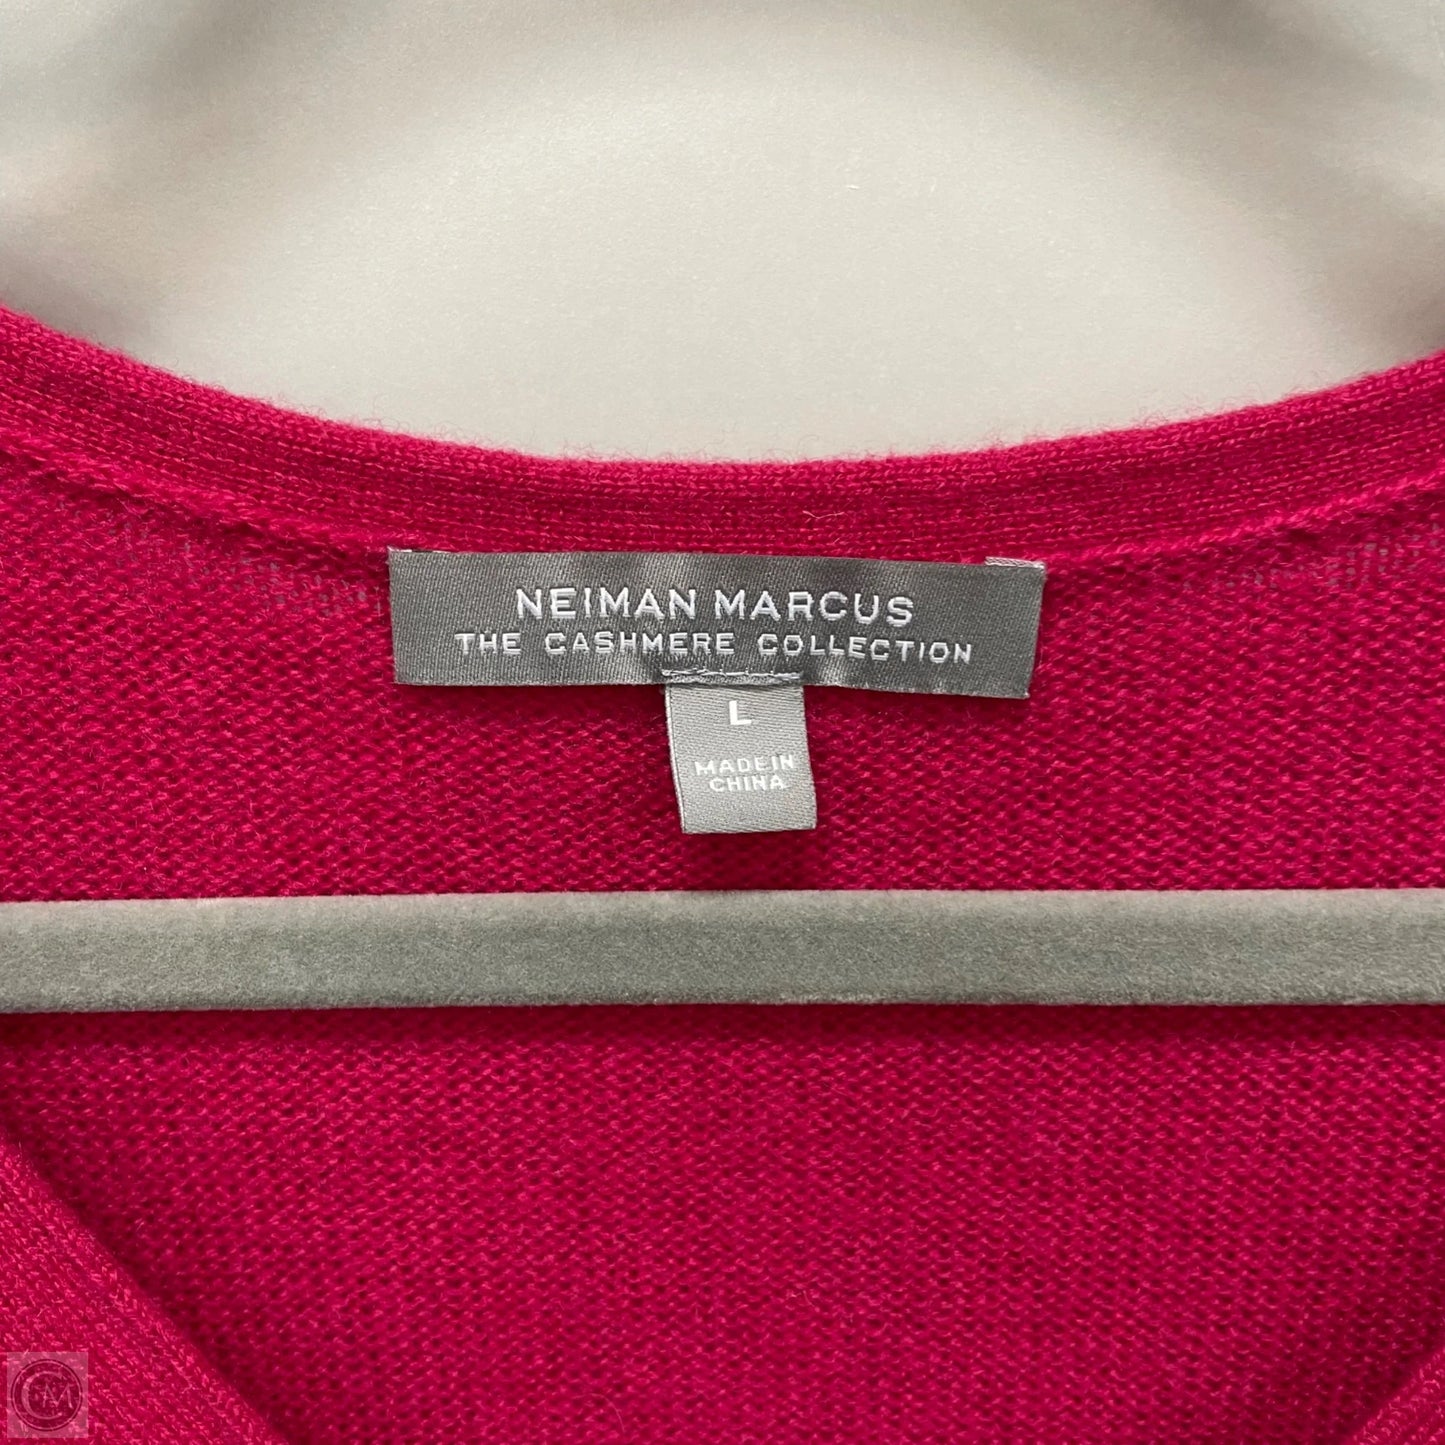 NEIMAN MARCUS
THE CASHMERE COLLECTION
L
MADE IN
CHINA